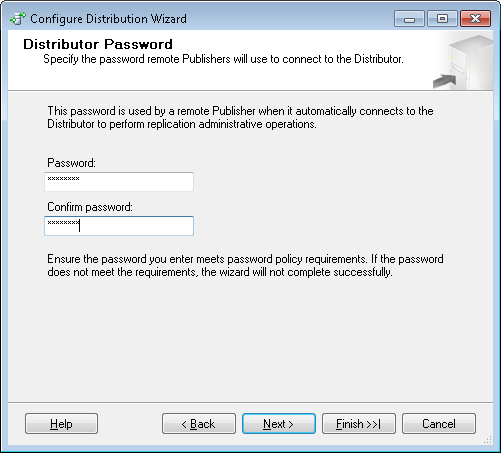 Configure Distribution Wizard
Distributor Password
Specify the password remote Publishers will use to connect to the Distributor.
This password is used by a remote Publisher when it automatically connects to the
Distributor to perform replication administrative operations.
Password:
********
Confirm password:
********
Ensure the password you enter meets password policy requirements. If the password
does not meet the requirements, the wizard will not complete successfully.
Help
< Back
Next >
Finish >>|
Cancel